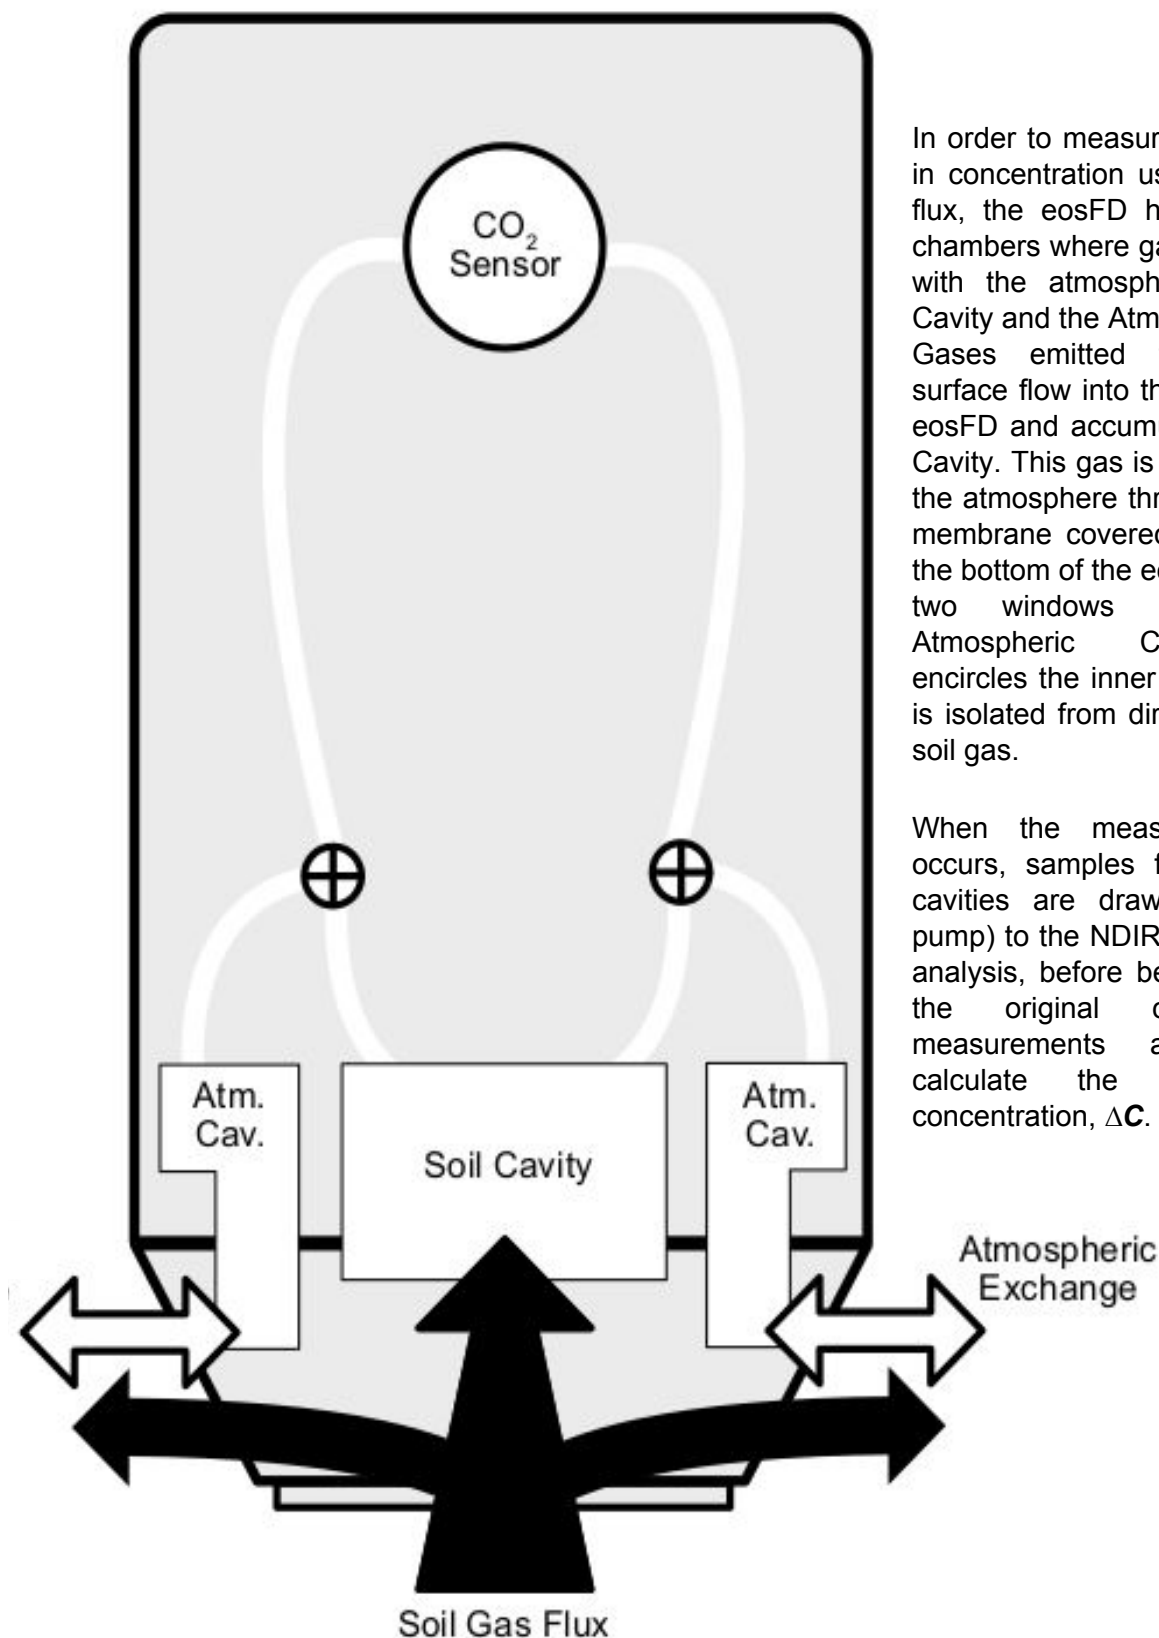 CO2
Sensor
Atm.
Cav.
Soil Cavity
Atm.
Cav.
Atmospheric
Exchange
Soil Gas Flux
In order to measur
in concentration us
flux, the eosFD h
chambers where ga
with the atmosph
Cavity and the Atm
Gases emitted
surface flow into th
eosFD and accum
Cavity. This gas is
the atmosphere thr
membrane covered
the bottom of the e
two windows
Atmospheric C
encircles the inner
is isolated from dir
soil gas.
When the meas
occurs, samples f
cavities are draw
pump) to the NDIR
analysis, before be
the original c
measurements a
calculate the
concentration, ΔC.